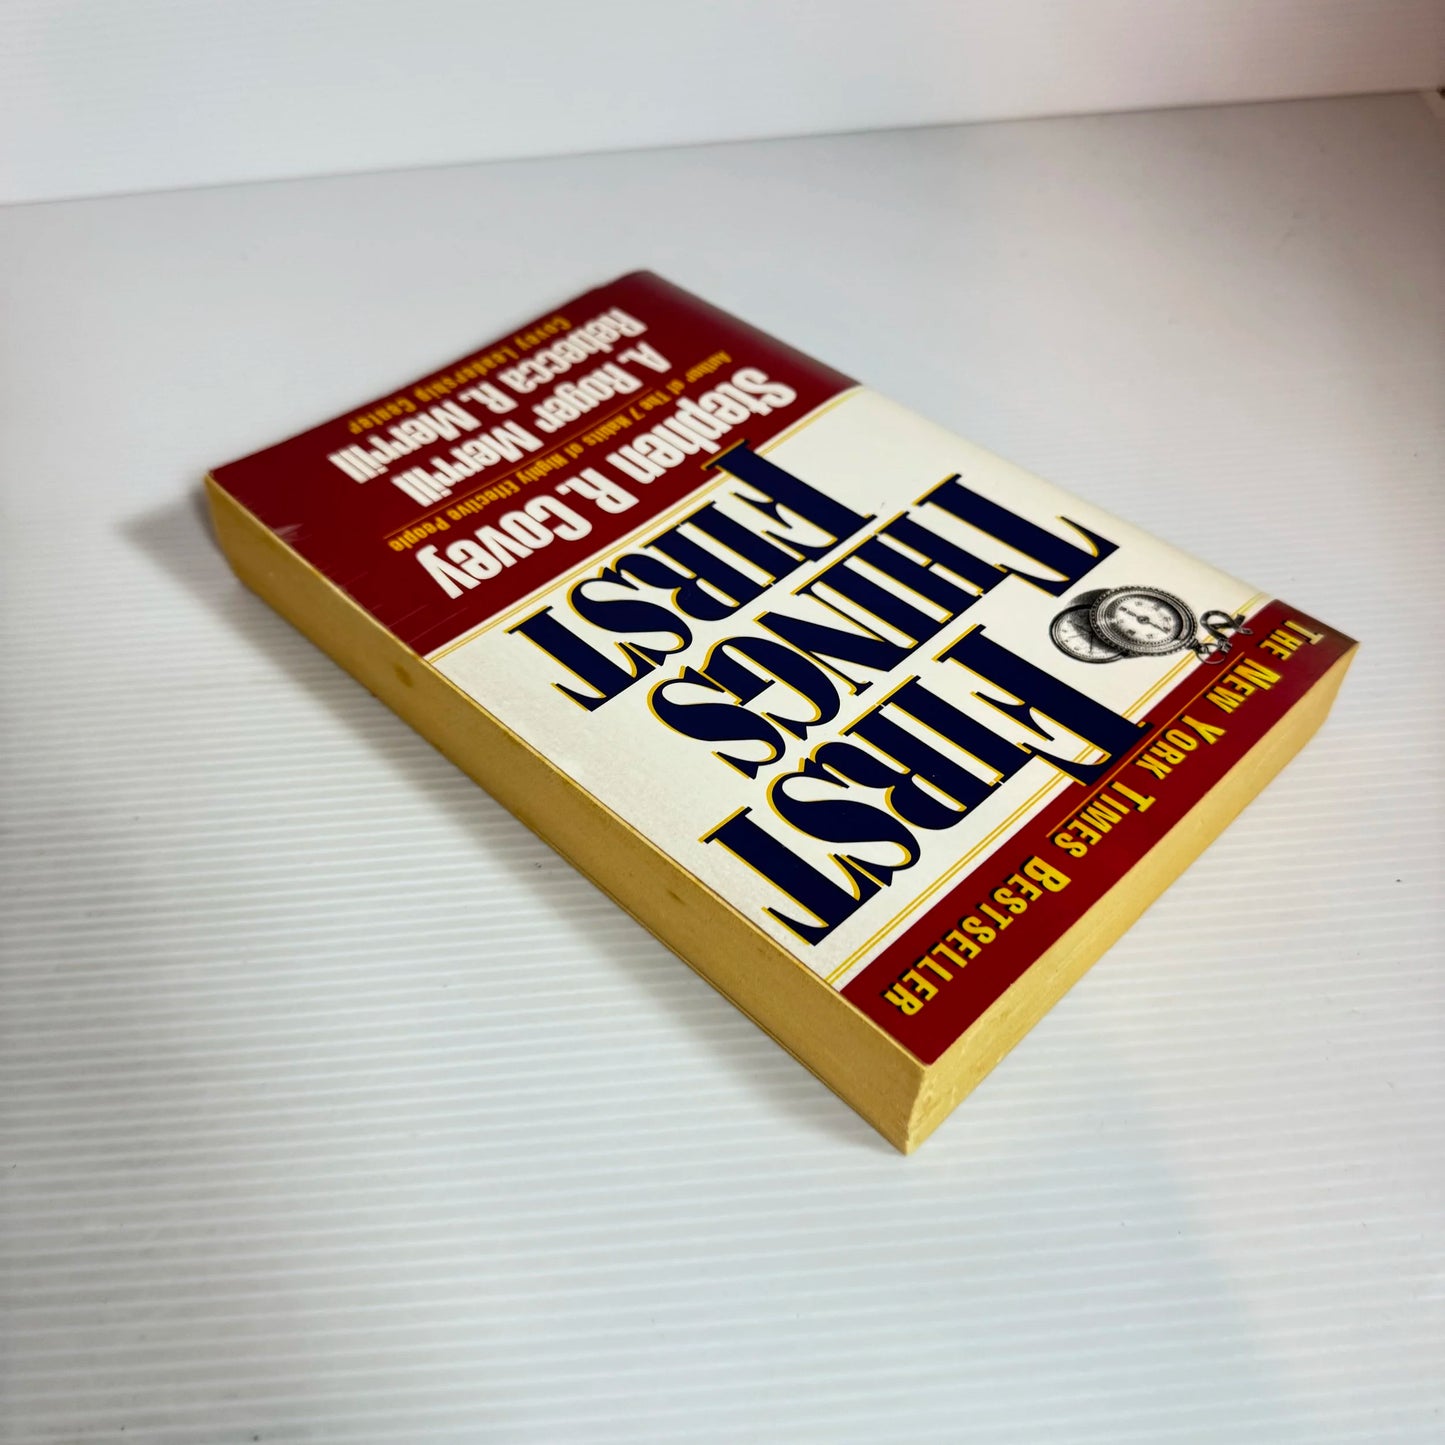 THE NEW YORK TIMES BESTSELLER
FIRST
THINGS
FIRST
Stephen R. Covey
Author of The 7 Habits of Highly Effective People
A. Roger Merrill
Rebecca R. Merrill
Covey Leadership Center